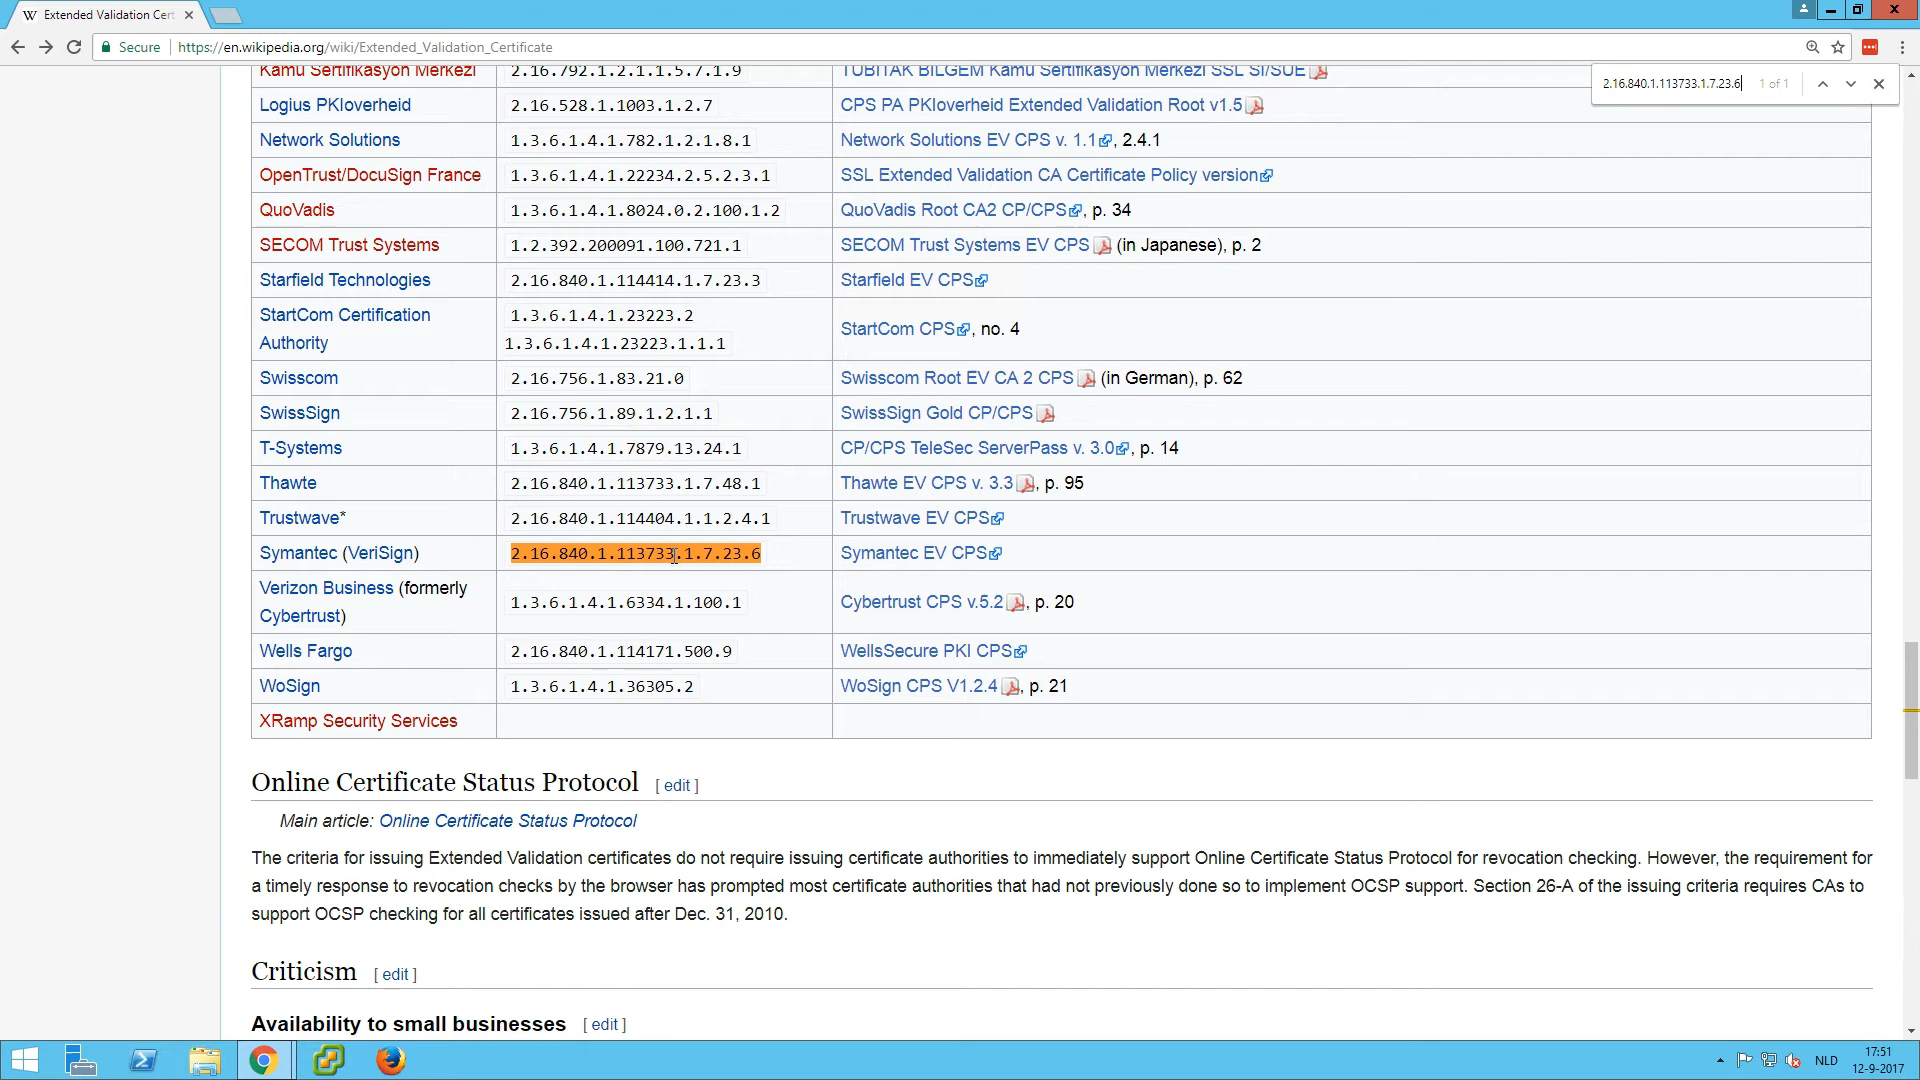 Extended Validation Cert
Secure https://en.wikipedia.org/wiki/Extended_Validation_Certificate
2.16.840.1.113733.1.7.23.6 1 of 1
Kamu Sertifikasyon Merkezi 2.16.792.1.2.1.1.5.7.1.9 TÜBİTAK BİLGEM Kamu Sertifikasyon Merkezi SSL Sİ/SUE
Logius PKIoverheid 2.16.528.1.1003.1.2.7 CPS PA PKIoverheid Extended Validation Root v1.5
Network Solutions 1.3.6.1.4.1.782.1.2.1.8.1 Network Solutions EV CPS v. 1.1, 2.4.1
OpenTrust/DocuSign France 1.3.6.1.4.1.22234.2.5.2.3.1 SSL Extended Validation CA Certificate Policy version
QuoVadis 1.3.6.1.4.1.8024.0.2.100.1.2 QuoVadis Root CA2 CP/CPS, p. 34
SECOM Trust Systems 1.2.392.200091.100.721.1 SECOM Trust Systems EV CPS (in Japanese), p. 2
Starfield Technologies 2.16.840.1.114414.1.7.23.3 Starfield EV CPS
StartCom Certification
Authority
1.3.6.1.4.1.23223.2
1.3.6.1.4.1.23223.1.1.1
StartCom CPS, no. 4
Swisscom 2.16.756.1.83.21.0 Swisscom Root EV CA 2 CPS (in German), p. 62
SwissSign 2.16.756.1.89.1.2.1.1 SwissSign Gold CP/CPS
T-Systems 1.3.6.1.4.1.7879.13.24.1 CP/CPS TeleSec ServerPass v. 3.0, p. 14
Thawte 2.16.840.1.113733.1.7.48.1 Thawte EV CPS v. 3.3, p. 95
Trustwave* 2.16.840.1.114404.1.1.2.4.1 Trustwave EV CPS
Symantec (VeriSign) 2.16.840.1.113733.1.7.23.6 Symantec EV CPS
Verizon Business (formerly
Cybertrust)
1.3.6.1.4.1.6334.1.100.1 Cybertrust CPS v.5.2, p. 20
Wells Fargo 2.16.840.1.114171.500.9 WellsSecure PKI CPS
WoSign 1.3.6.1.4.1.36305.2 WoSign CPS V1.2.4, p. 21
XRamp Security Services
Online Certificate Status Protocol [ edit ]
Main article: Online Certificate Status Protocol
The criteria for issuing Extended Validation certificates do not require issuing certificate authorities to immediately support Online Certificate Status Protocol for revocation checking. However, the requirement for
a timely response to revocation checks by the browser has prompted most certificate authorities that had not previously done so to implement OCSP support. Section 26-A of the issuing criteria requires CAs to
support OCSP checking for all certificates issued after Dec. 31, 2010.
Criticism [ edit ]
Availability to small businesses [ edit ]
NLD
17:51
12-9-2017